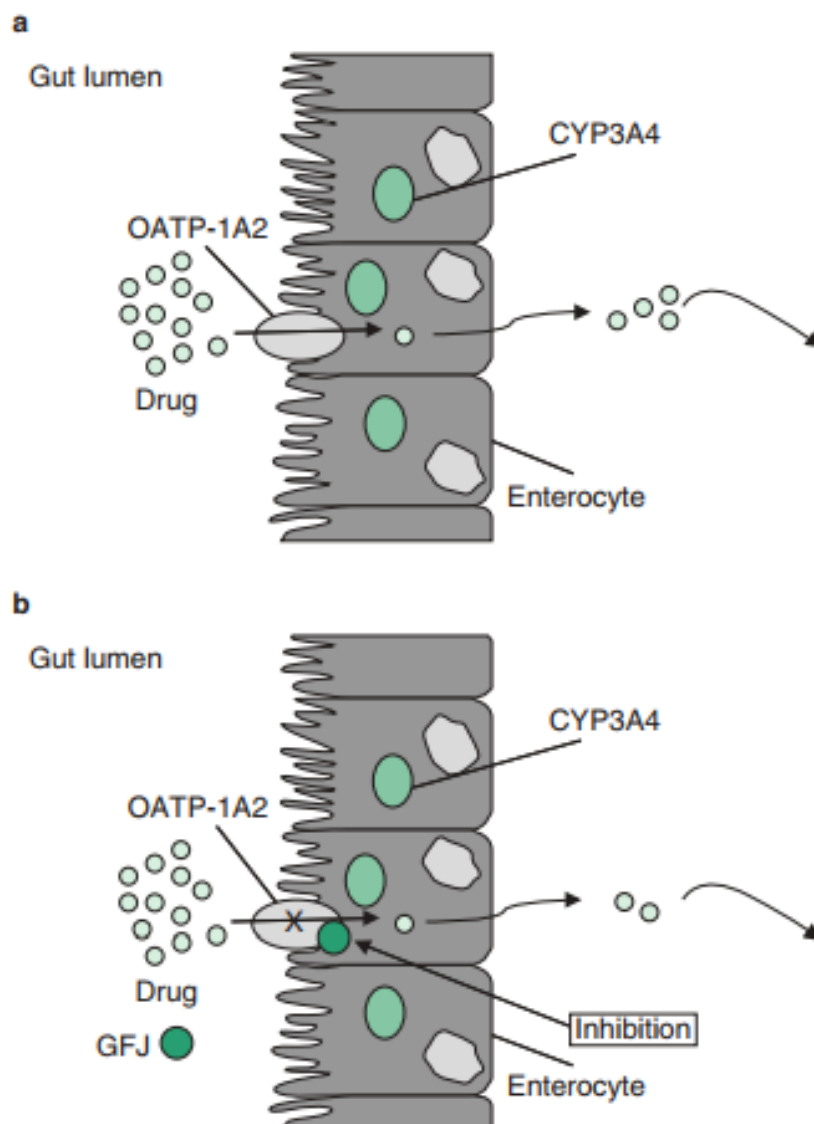 a
Gut lumen
CYP3A4
OATP-1A2
Drug
Enterocyte
b
Gut lumen
CYP3A4
OATP-1A2
X
Drug
GFJ
Inhibition
Enterocyte